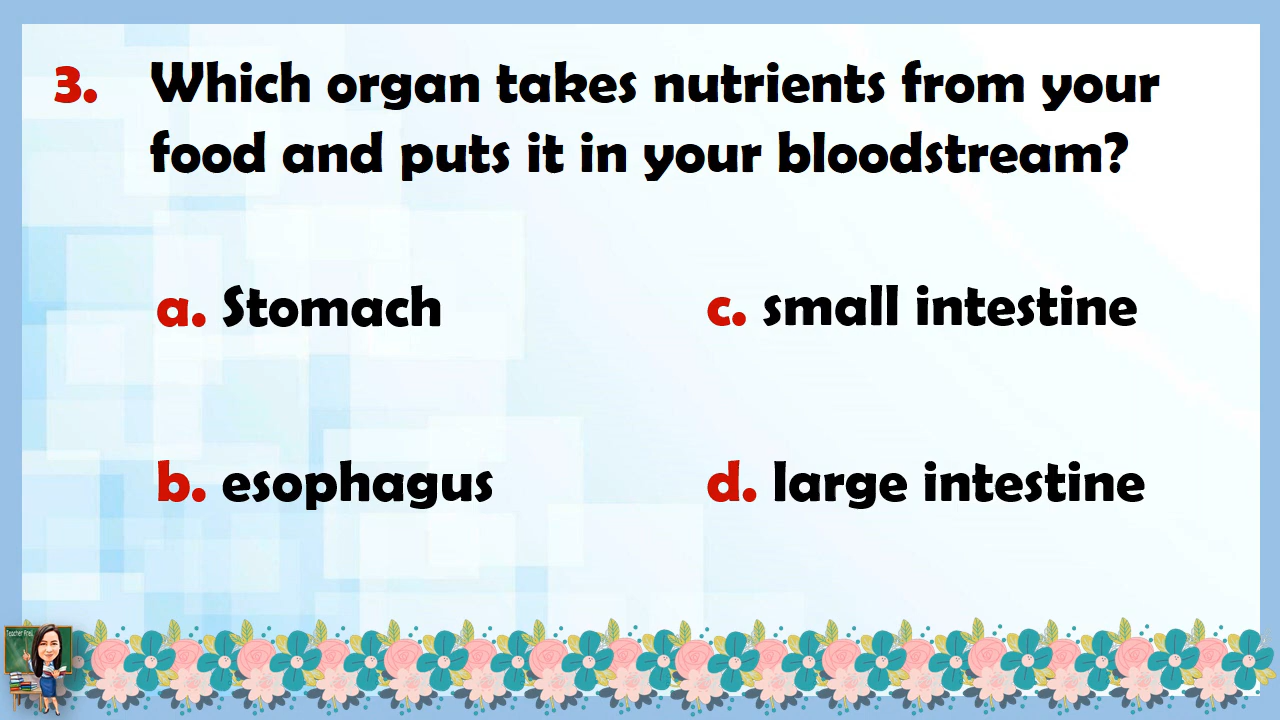 3. Which organ takes nutrients from your
food and puts it in your bloodstream?
a. Stomach
c. small intestine
b. esophagus
d. large intestine